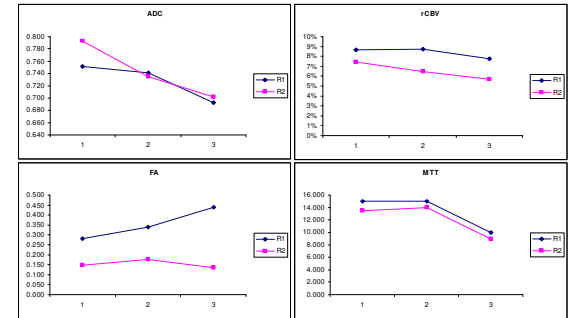 ADC
0.800
0.780
0.760
0.740
0.720
0.700
0.680
0.660
0.640
1 2 3
R1
R2
rCBV
10%
9%
8%
7%
6%
5%
4%
3%
2%
1%
0%
1 2 3
R1
R2
FA
0.500
0.450
0.400
0.350
0.300
0.250
0.200
0.150
0.100
0.050
0.000
1 2 3
R1
R2
MTT
16.000
14.000
12.000
10.000
8.000
6.000
4.000
2.000
0.000
1 2 3
R1
R2